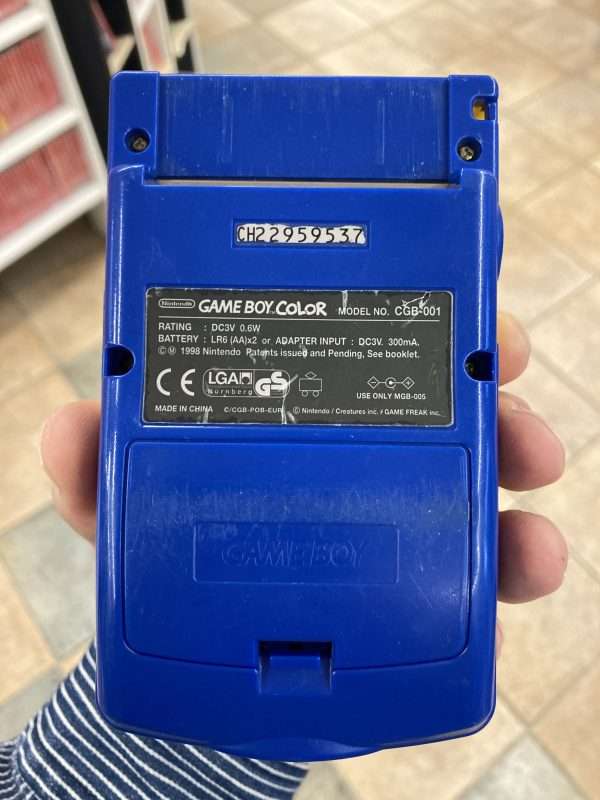 CH22959537
Nintendo GAME BOY COLOR MODEL NO. CGB-001
RATING : DC3V 0.6W
BATTERY : LR6 (AA)x2 or ADAPTER INPUT : DC3V. 300mA.
©Ⓜ 1998 Nintendo Patents issued and Pending, See booklet.
CE LGA GS
Nürnberg
USE ONLY MGB-005
MADE IN CHINA C/CGB-POB-EUR © Nintendo / Creatures inc. / GAME FREAK inc.
GAME BOY